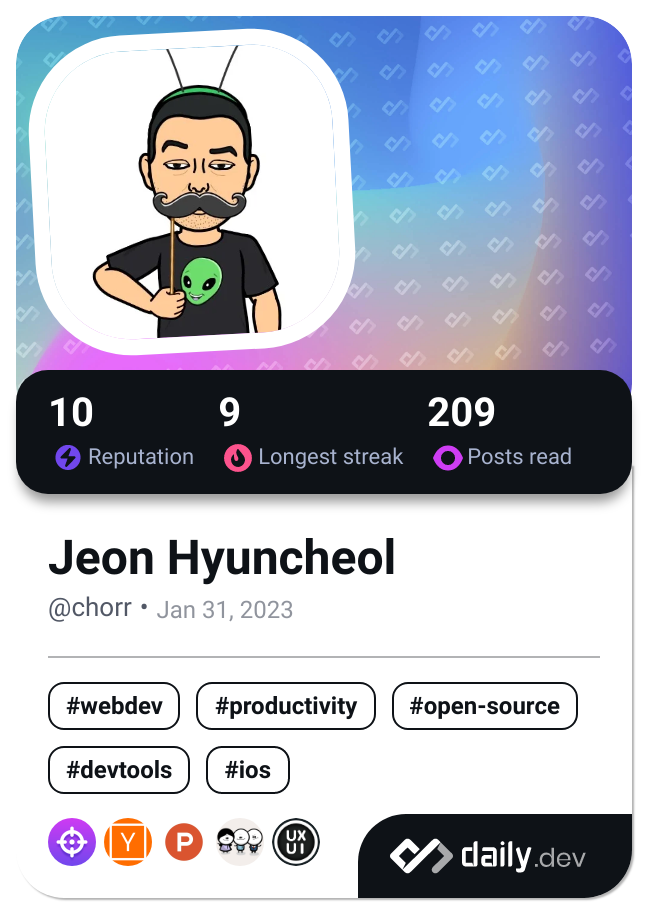 10 9 209
Reputation Longest streak Posts read
Jeon Hyuncheol
@chorr • Jan 31, 2023
#webdev #productivity #open-source
#devtools #ios
Y P UX UI
daily.dev